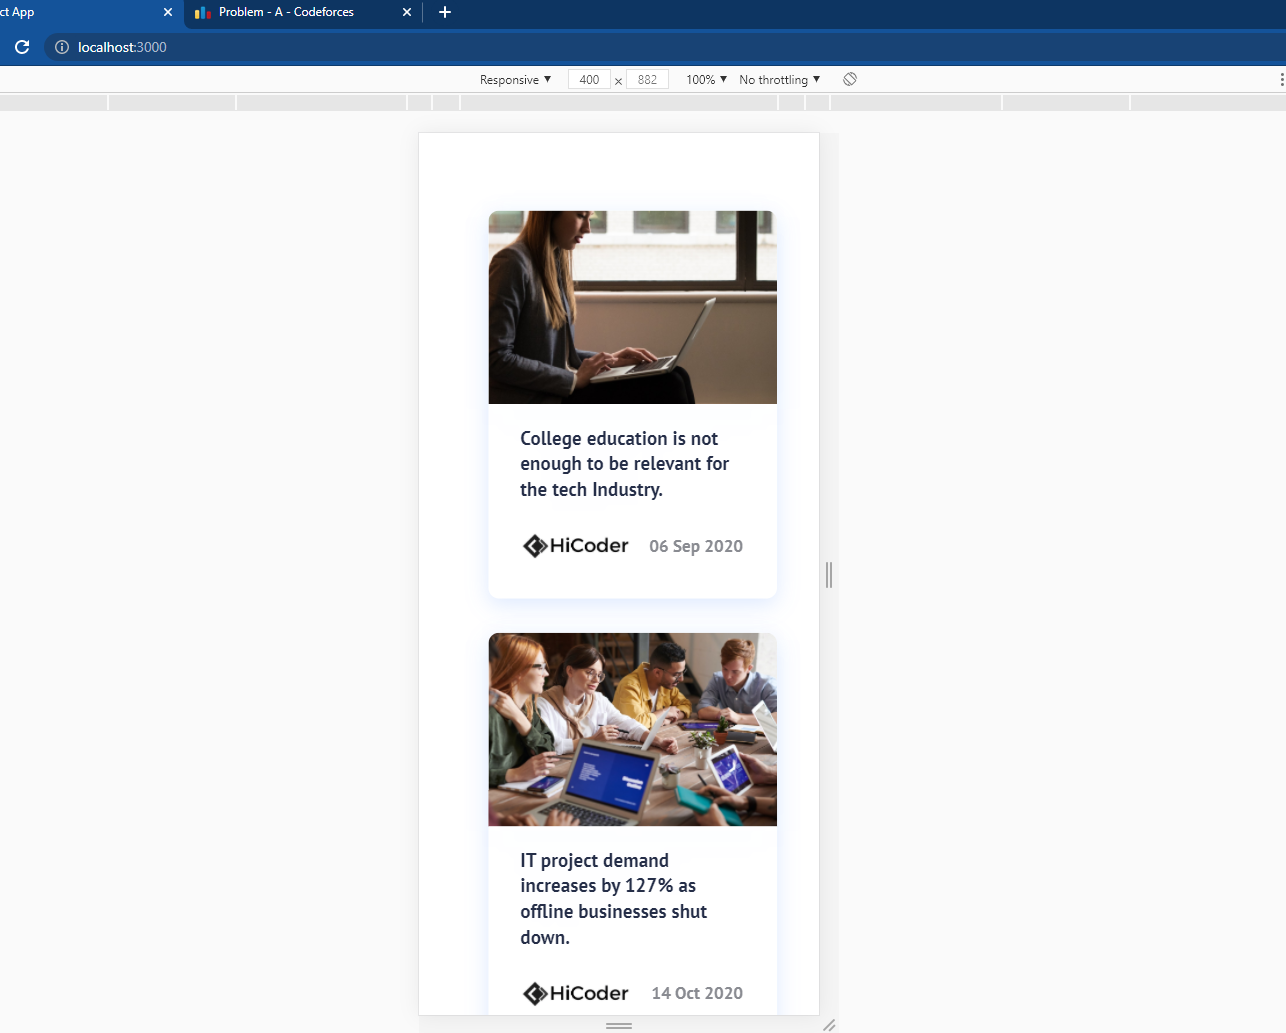 ct App
Problem - A - Codeforces
localhost:3000
Responsive 400 × 882 100% No throttling
College education is not
enough to be relevant for
the tech Industry.
HiCoder 06 Sep 2020
IT project demand
increases by 127% as
offline businesses shut
down.
HiCoder 14 Oct 2020